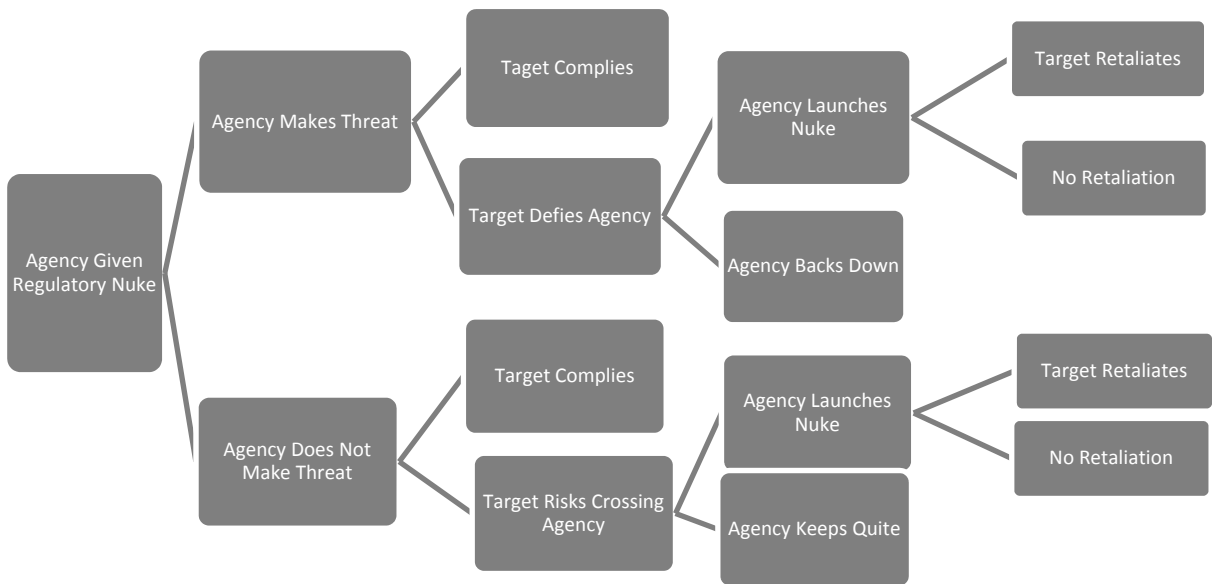 Agency Given
Regulatory Nuke
Agency Makes Threat
Taget Complies
Target Defies Agency
Agency Launches
Nuke
Target Retaliates
No Retaliation
Agency Backs Down
Agency Does Not
Make Threat
Target Complies
Target Risks Crossing
Agency
Agency Launches
Nuke
Target Retaliates
No Retaliation
Agency Keeps Quite